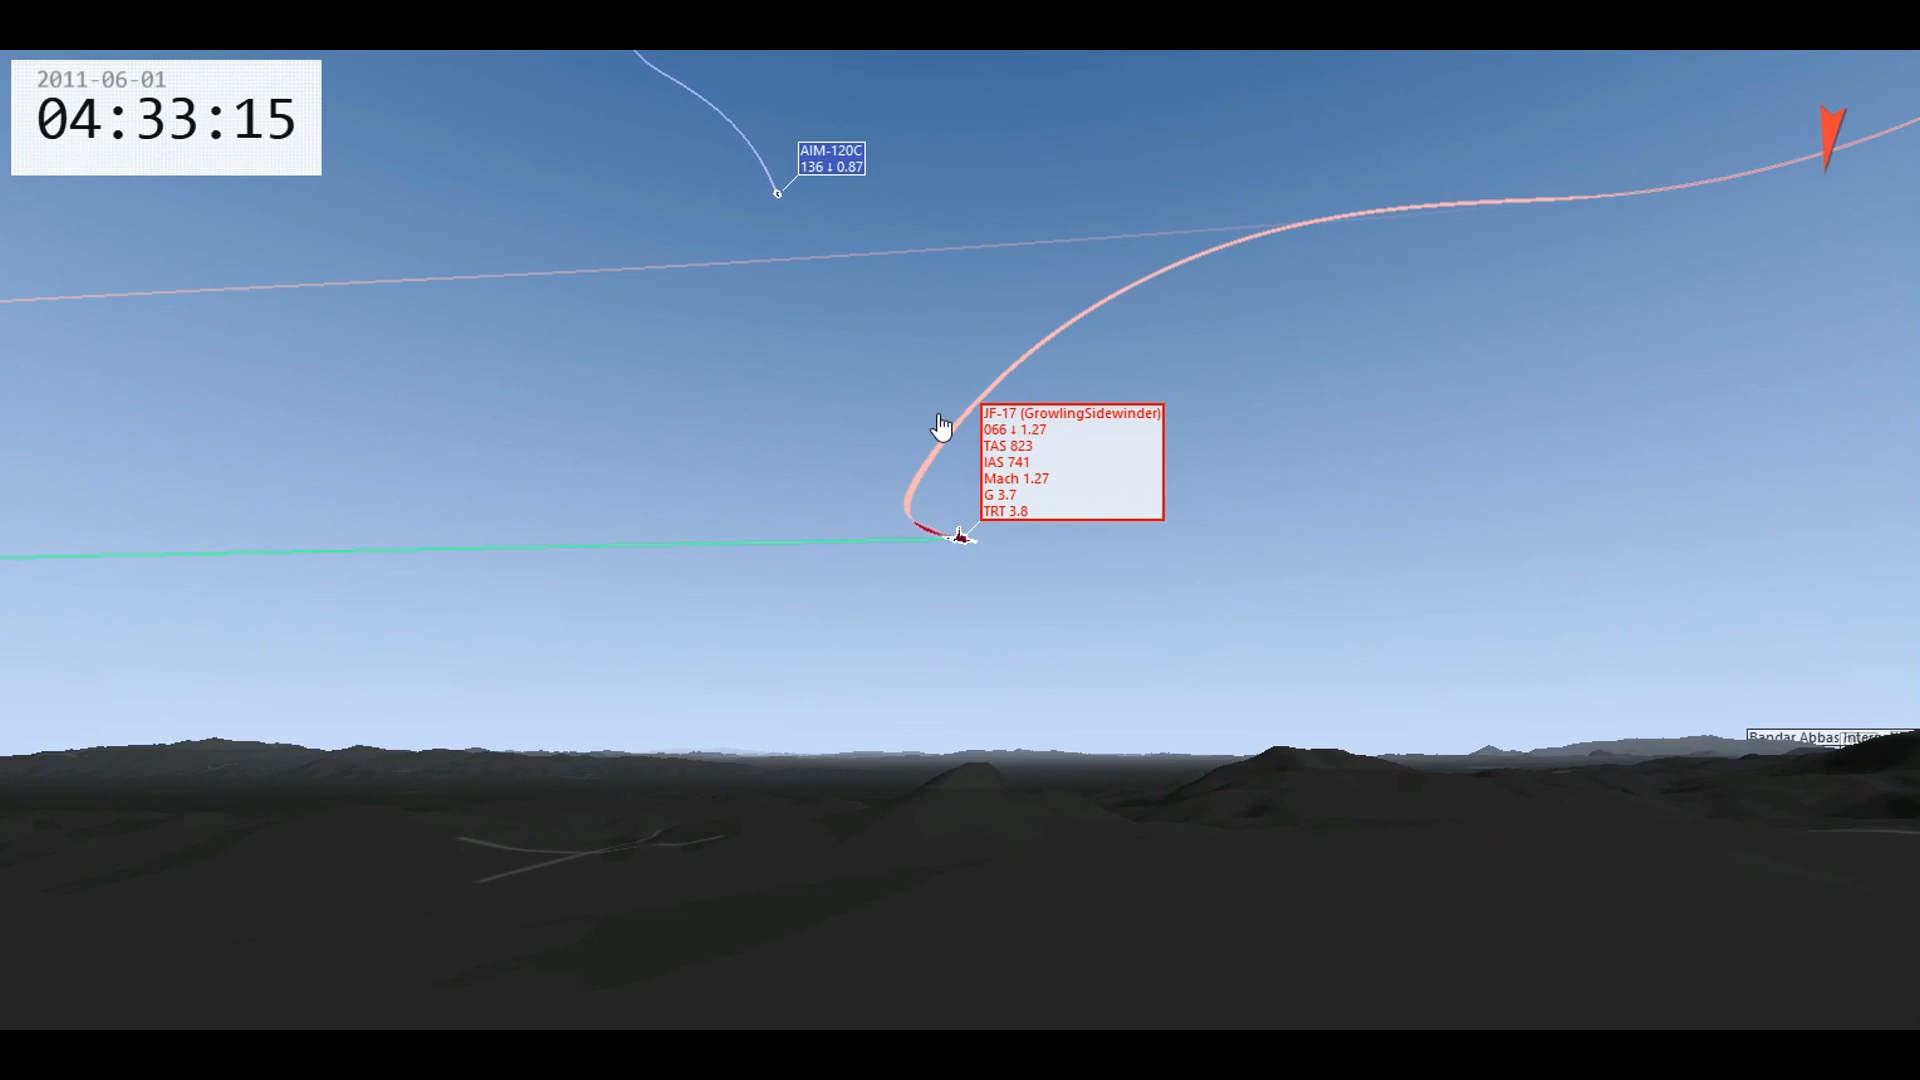 2011-06-01
04:33:15
AIM-120C
136 ↓ 0.87
JF-17 (GrowlingSidewinder)
066 ↓ 1.27
TAS 823
IAS 741
Mach 1.27
G 3.7
TRT 3.8
Bandar Abbas